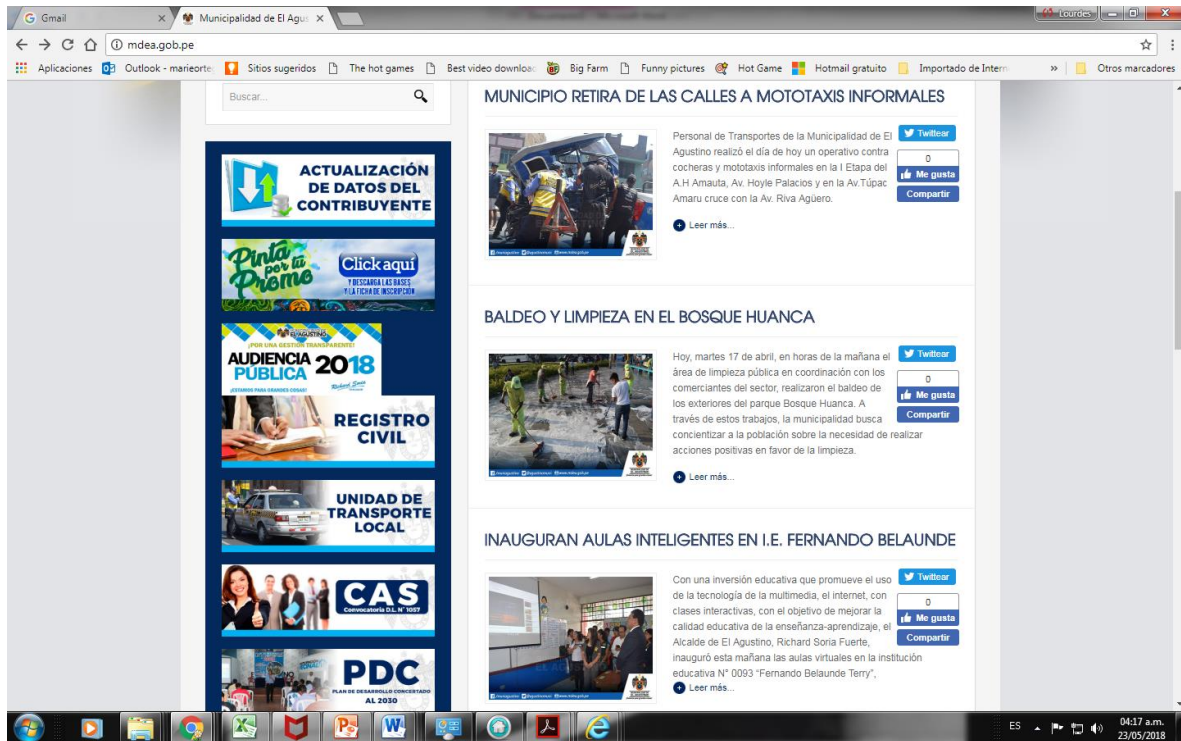 Gmail
Municipalidad de El Agus
Lourdes
mdea.gob.pe
Aplicaciones
Outlook - marieorte
Sitios sugeridos
The hot games
Best video downloac
Big Farm
Funny pictures
Hot Game
Hotmail gratuito
Importado de Intern
»
Otros marcadores
Buscar...
ACTUALIZACIÓN
DE DATOS DEL
CONTRIBUYENTE
Pinta
por tu
Promo
Click aquí
Y DESCARGA LAS BASES
Y LA FICHA DE INSCRIPCIÓN
EL AGUSTINO
¡POR UNA GESTIÓN TRANSPARENTE!
AUDIENCIA
PÚBLICA 2018
¡ESTAMOS PARA GRANDES COSAS!
REGISTRO
CIVIL
UNIDAD DE
TRANSPORTE
LOCAL
CAS
Convocatoria D.L. N° 1057
PDC
PLAN DE DESARROLLO CONCERTADO
AL 2030
MUNICIPIO RETIRA DE LAS CALLES A MOTOTAXIS INFORMALES
Personal de Transportes de la Municipalidad de El
Agustino realizó el día de hoy un operativo contra
cocheras y mototaxis informales en la I Etapa del
A.H Amauta, Av. Hoyle Palacios y en la Av.Túpac
Amaru cruce con la Av. Riva Agüero.
Leer más...
Twittear
0
Me gusta
Compartir
BALDEO Y LIMPIEZA EN EL BOSQUE HUANCA
Hoy, martes 17 de abril, en horas de la mañana el
área de limpieza pública en coordinación con los
comerciantes del sector, realizaron el baldeo de
los exteriores del parque Bosque Huanca. A
través de estos trabajos, la municipalidad busca
concientizar a la población sobre la necesidad de realizar
acciones positivas en favor de la limpieza.
Leer más...
Twittear
0
Me gusta
Compartir
INAUGURAN AULAS INTELIGENTES EN I.E. FERNANDO BELAUNDE
Con una inversión educativa que promueve el uso
de la tecnología de la multimedia, el internet, con
clases interactivas, con el objetivo de mejorar la
calidad educativa de la enseñanza-aprendizaje, el
Alcalde de El Agustino, Richard Soria Fuerte,
inauguró esta mañana las aulas virtuales en la institución
educativa N° 0093 “Fernando Belaunde Terry”,
Leer más...
Twittear
0
Me gusta
Compartir
ES
04:17 a.m.
23/05/2018